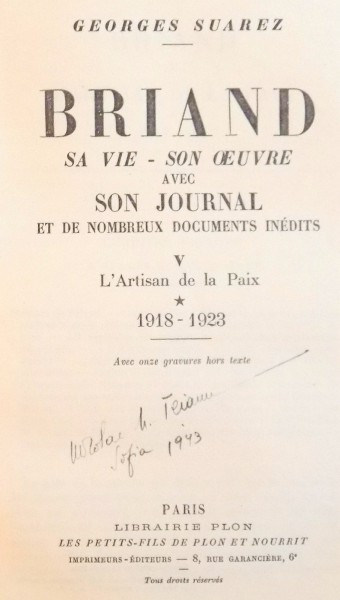 GEORGES SUAREZ
BRIAND
SA VIE - SON ŒUVRE
AVEC
SON JOURNAL
ET DE NOMBREUX DOCUMENTS INÉDITS
V
L'Artisan de la Paix
★
1918-1923
Avec onze gravures hors texte
Sofia 1943
PARIS
LIBRAIRIE PLON
LES PETITS-FILS DE PLON ET NOURRIT
IMPRIMEURS-ÉDITEURS — 8, RUE GARANCIÈRE, 6e
Tous droits réservés